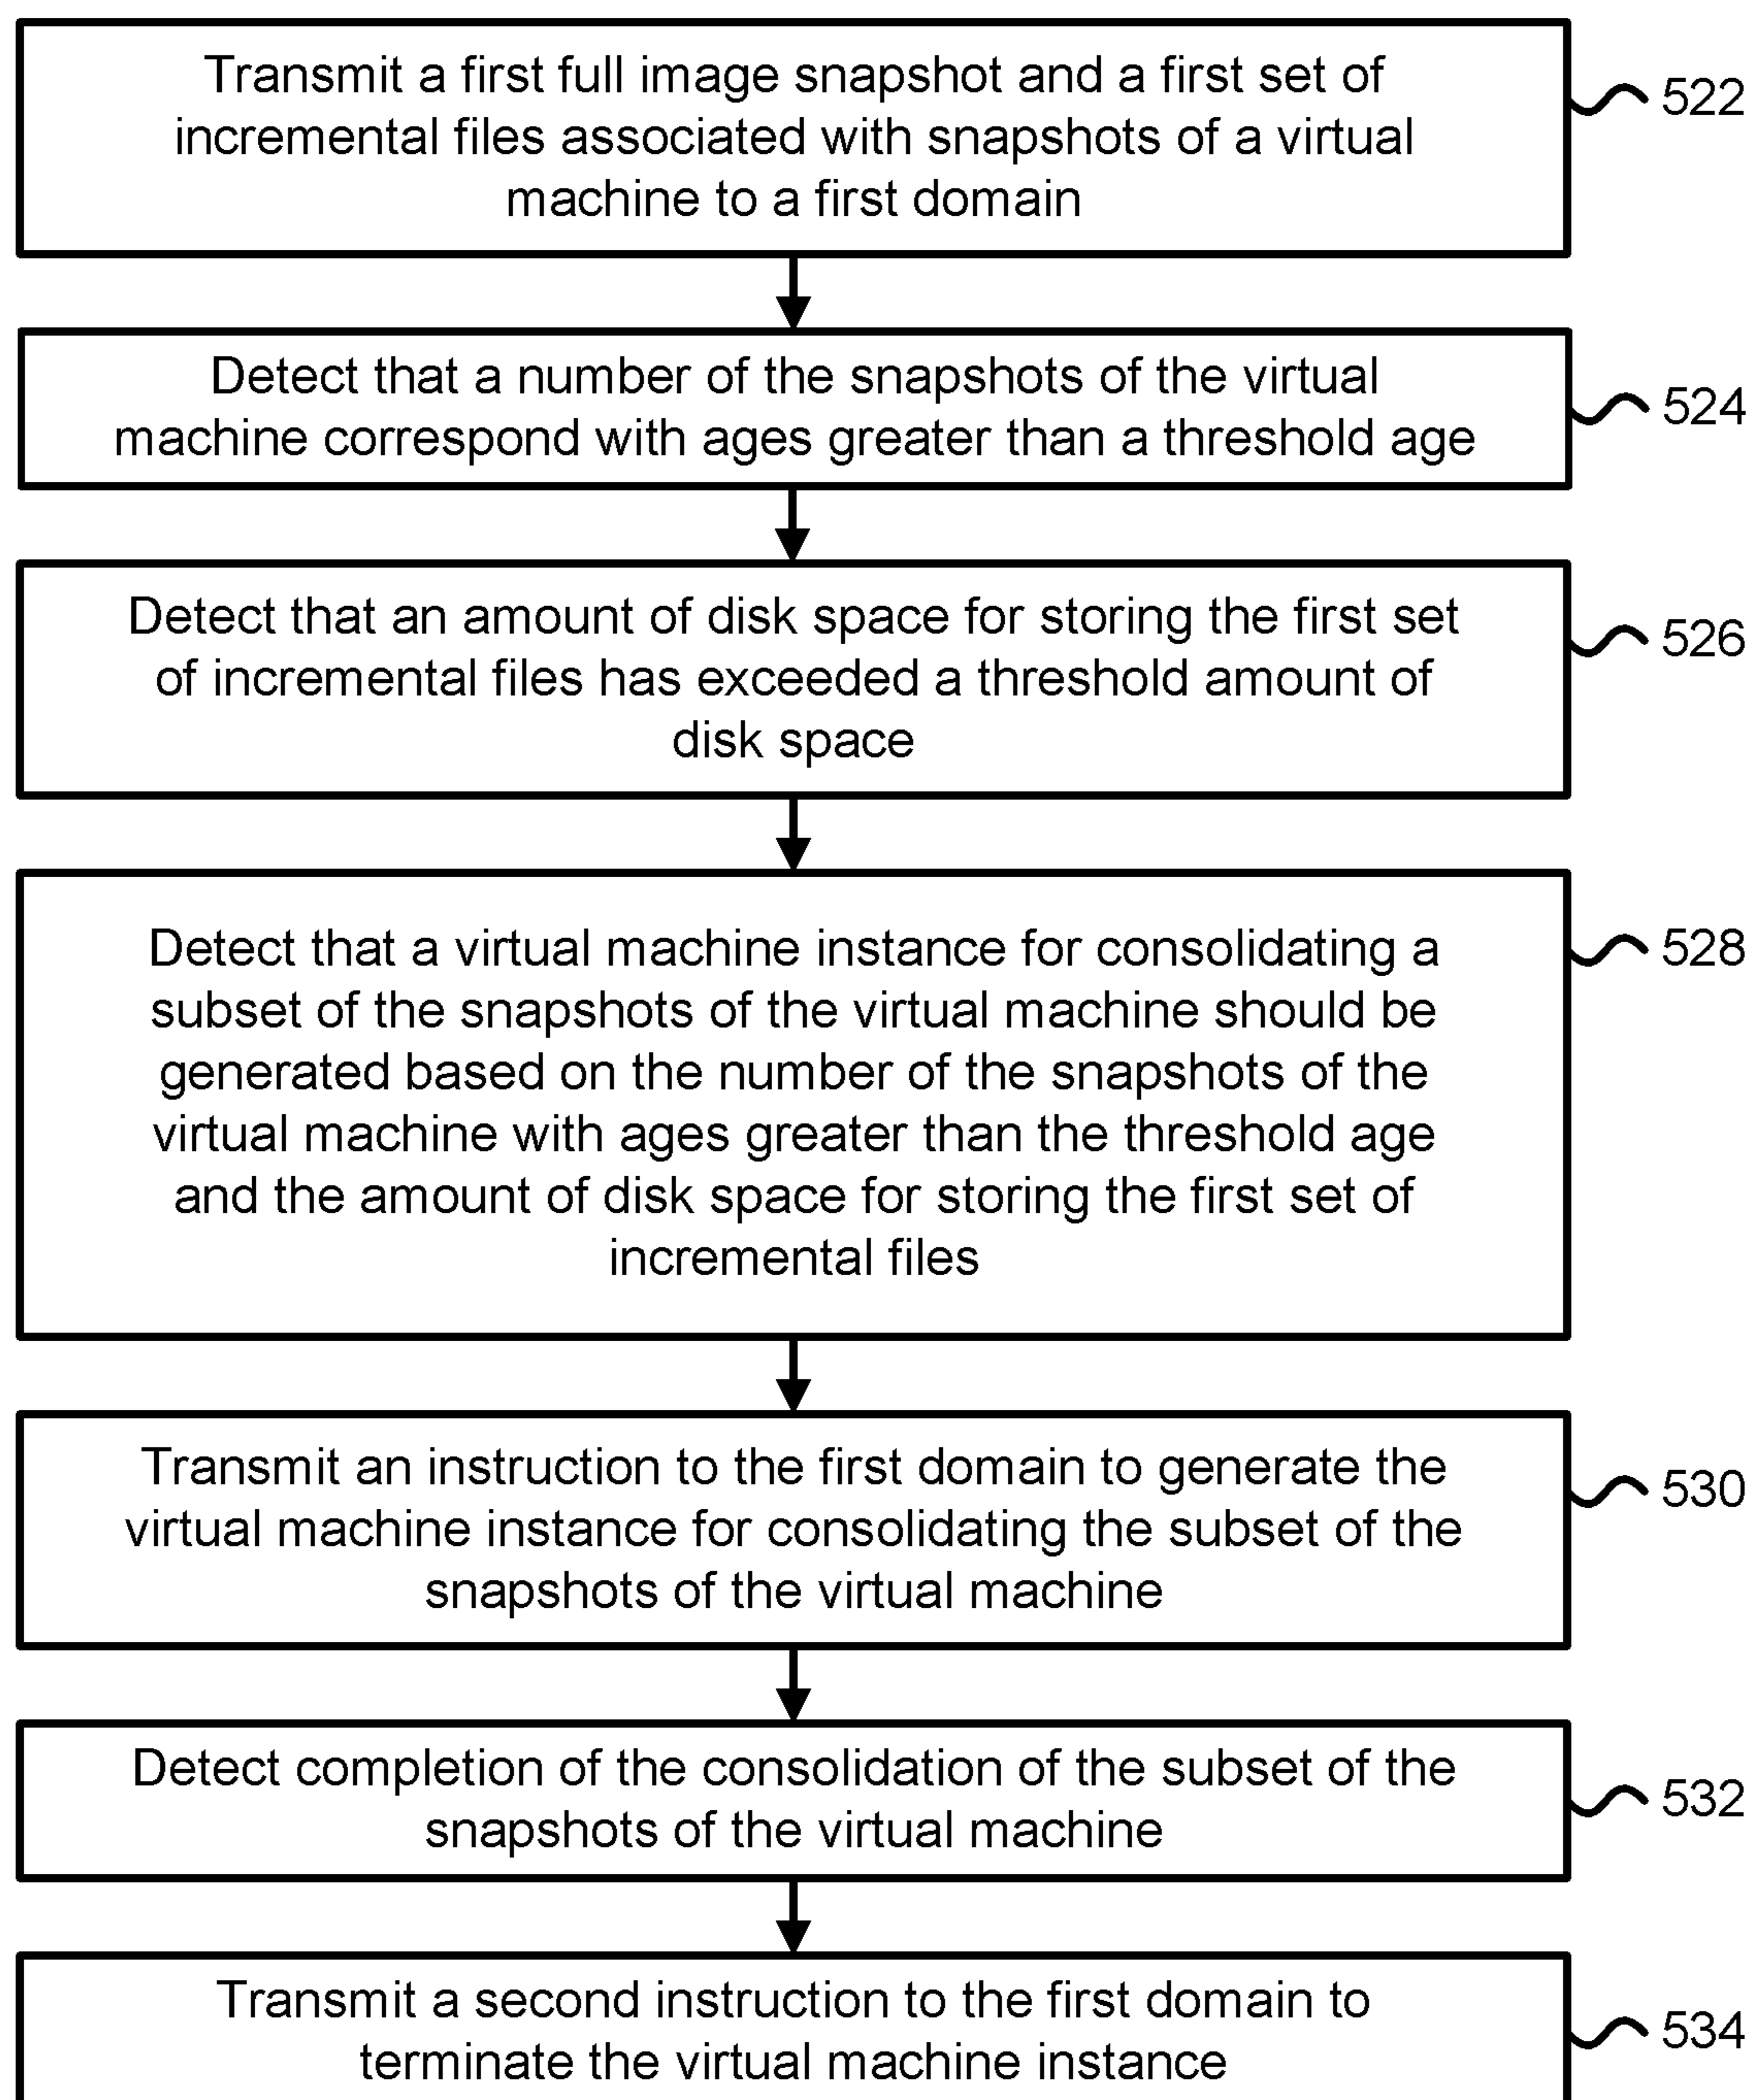 Transmit a first full image snapshot and a first set of
incremental files associated with snapshots of a virtual
machine to a first domain
522
Detect that a number of the snapshots of the virtual
machine correspond with ages greater than a threshold age
524
Detect that an amount of disk space for storing the first set
of incremental files has exceeded a threshold amount of
disk space
526
Detect that a virtual machine instance for consolidating a
subset of the snapshots of the virtual machine should be
generated based on the number of the snapshots of the
virtual machine with ages greater than the threshold age
and the amount of disk space for storing the first set of
incremental files
528
Transmit an instruction to the first domain to generate the
virtual machine instance for consolidating the subset of the
snapshots of the virtual machine
530
Detect completion of the consolidation of the subset of the
snapshots of the virtual machine
532
Transmit a second instruction to the first domain to
terminate the virtual machine instance
534